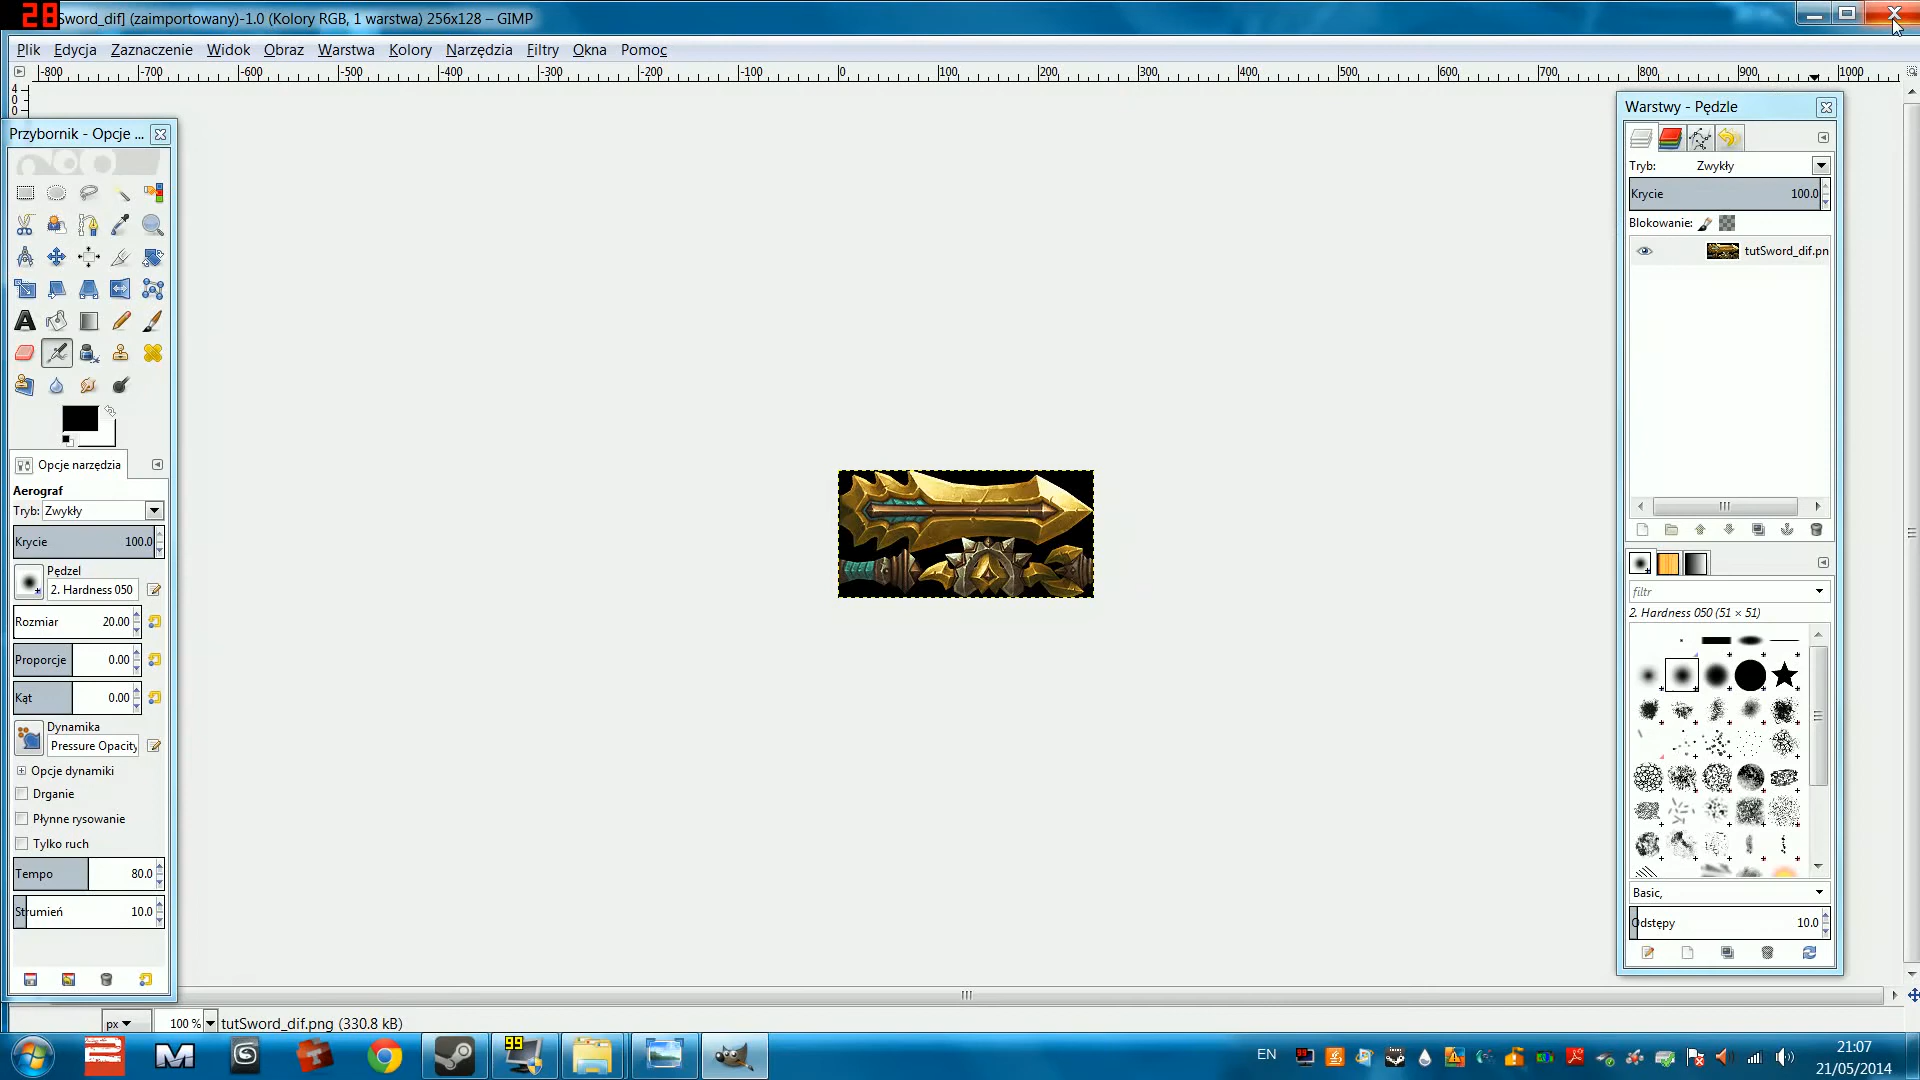 28
Sword_dif] (zaimportowany)-1.0 (Kolory RGB, 1 warstwa) 256x128 – GIMP
Plik Edycja Zaznaczenie Widok Obraz Warstwa Kolory Narzędzia Filtry Okna Pomoc
-800 -700 -600 -500 -400 -300 -200 -100 0 100 200 300 400 500 600 700 800 900 1000
4
0
0
Przybornik - Opcje ...
Opcje narzędzia
Aerograf
Tryb: Zwykły
Krycie 100.0
Pędzel
2. Hardness 050
Rozmiar 20.00
Proporcje 0.00
Kąt 0.00
Dynamika
Pressure Opacity
Opcje dynamiki
Drganie
Płynne rysowanie
Tylko ruch
Tempo 80.0
Strumień 10.0
Warstwy - Pędzle
Tryb: Zwykły
Krycie 100.0
Blokowanie:
tutSword_dif.pn
filtr
2. Hardness 050 (51 × 51)
Basic,
Odstępy 10.0
px 100 % tutSword_dif.png (330.8 kB)
99
EN
21:07
21/05/2014